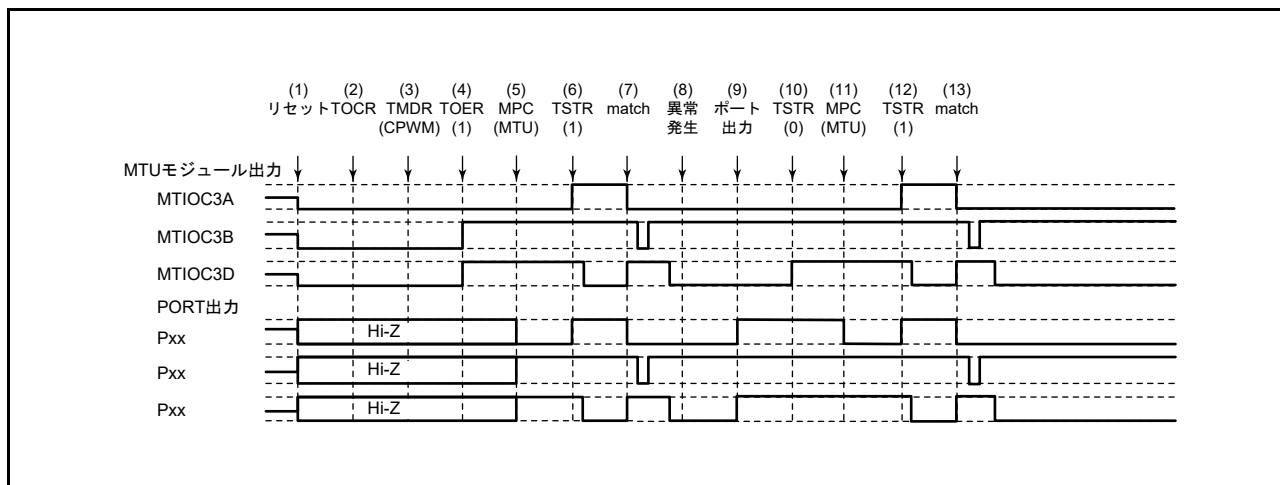 (1) (2) (3) (4) (5) (6) (7) (8) (9) (10) (11) (12) (13)
リセット TOCR TMDR TOER MPC TSTR match 異常 ポート TSTR MPC TSTR match
(CPWM) (1) (MTU) (1) 発生 出力 (0) (MTU) (1)
MTUモジュール出力
MTIOC3A
MTIOC3B
MTIOC3D
PORT出力
Pxx Hi-Z
Pxx Hi-Z
Pxx Hi-Z